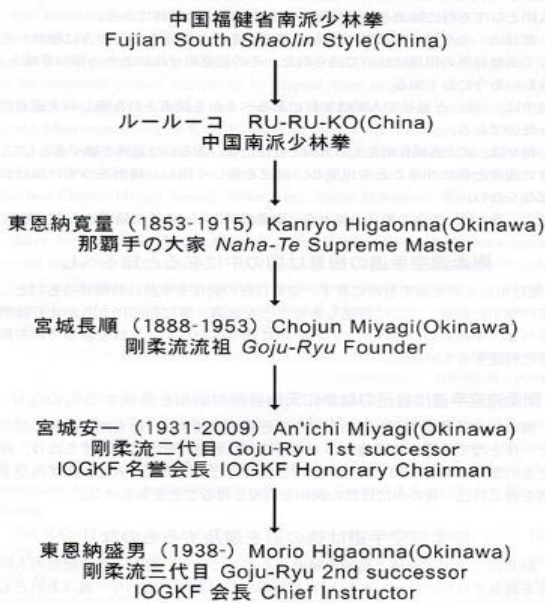 中国福健省南派少林拳
Fujian South Shaolin Style(China)
ルールーコ RU-RU-KO(China)
中国南派少林拳
東恩納寛量 (1853-1915) Kanryo Higaonna(Okinawa)
那覇手の大家 Naha-Te Supreme Master
宮城長順 (1888-1953) Chojun Miyagi(Okinawa)
剛柔流流祖 Goju-Ryu Founder
宮城安一 (1931-2009) An'ichi Miyagi(Okinawa)
剛柔流二代目 Goju-Ryu 1st successor
IOGKF 名誉会長 IOGKF Honorary Chairman
東恩納盛男 (1938-) Morio Higaonna(Okinawa)
剛柔流三代目 Goju-Ryu 2nd Successor
IOGKF 会長 Chief Instructor